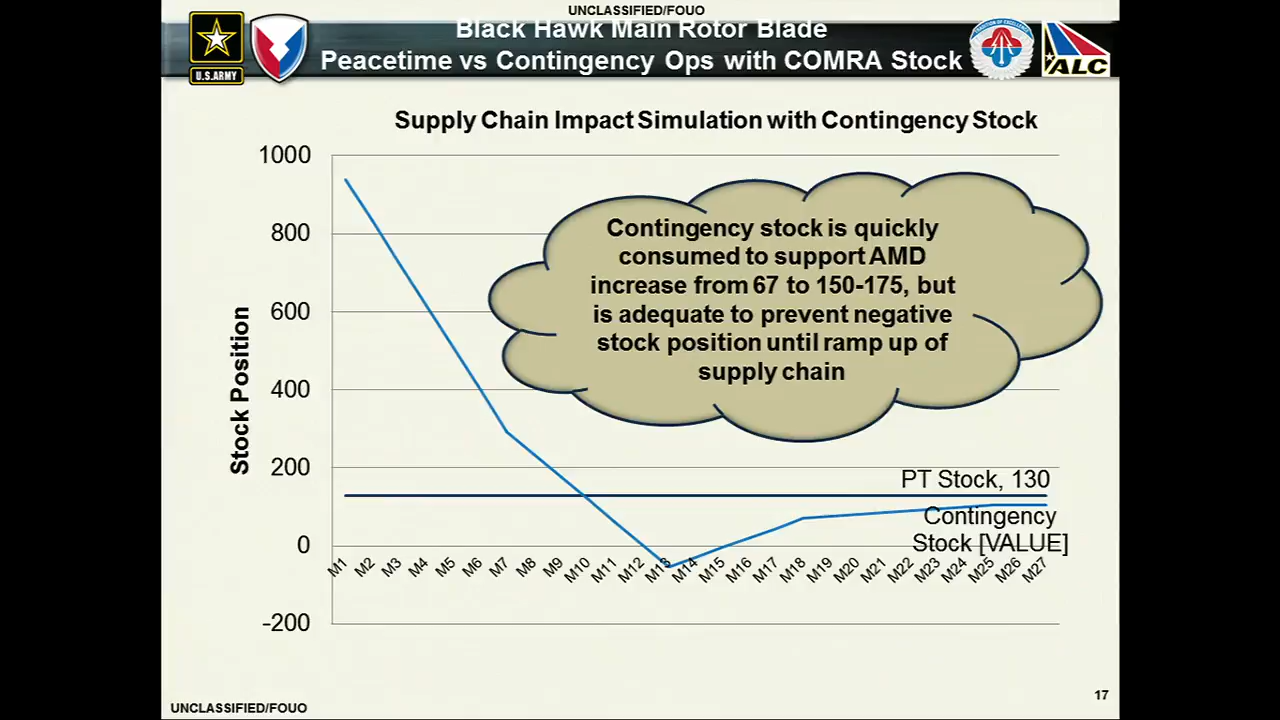 UNCLASSIFIED/FOUO
Black Hawk Main Rotor Blade
Peacetime vs Contingency Ops with COMRA Stock
U.S.ARMY
ALC
Supply Chain Impact Simulation with Contingency Stock
Stock Position
1000
800
600
400
200
0
-200
Contingency stock is quickly
consumed to support AMD
increase from 67 to 150-175, but
is adequate to prevent negative
stock position until ramp up of
supply chain
PT Stock, 130
Contingency
Stock [VALUE]
M1 M2 M3 M4 M5 M6 M7 M8 M9 M10 M11 M12 M13 M14 M15 M16 M17 M18 M19 M20 M21 M22 M23 M24 M25 M26 M27
17
UNCLASSIFIED/FOUO